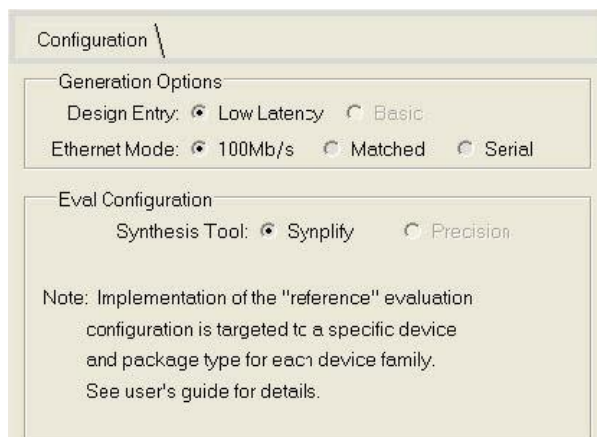 Configuration
Generation Options
Design Entry: Low Latency Basic
Ethernet Mode: 100Mb/s Matched Serial
Eval Configuration
Synthesis Tool: Synplify Precision
Note: Implementation of the "reference" evaluation
configuration is targeted to a specific device
and package type for each device family.
See user's guide for details.